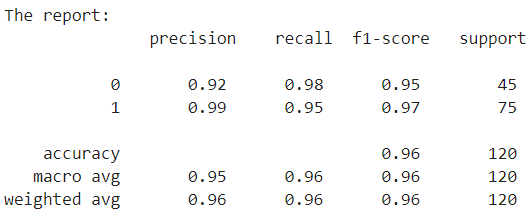 The report:
precision recall f1-score support
0 0.92 0.98 0.95 45
1 0.99 0.95 0.97 75
accuracy 0.96 120
macro avg 0.95 0.96 0.96 120
weighted avg 0.96 0.96 0.96 120